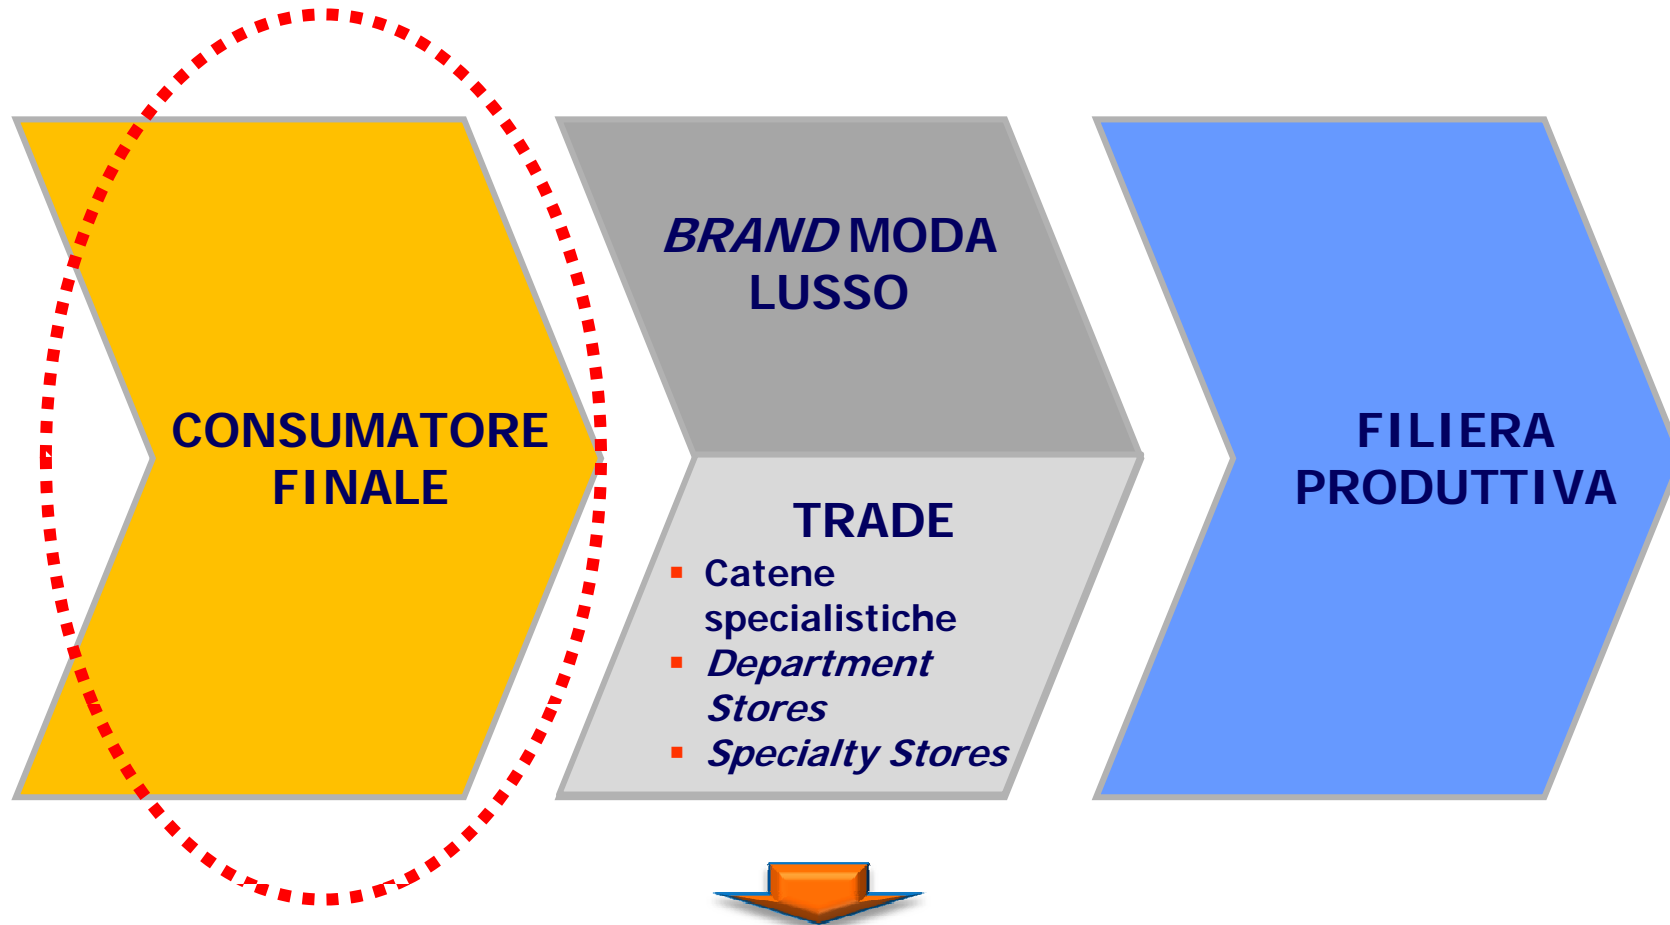 CONSUMATORE
FINALE
BRAND MODA
LUSSO
TRADE
▪ Catene
specialistiche
▪ Department
Stores
▪ Specialty Stores
FILIERA
PRODUTTIVA